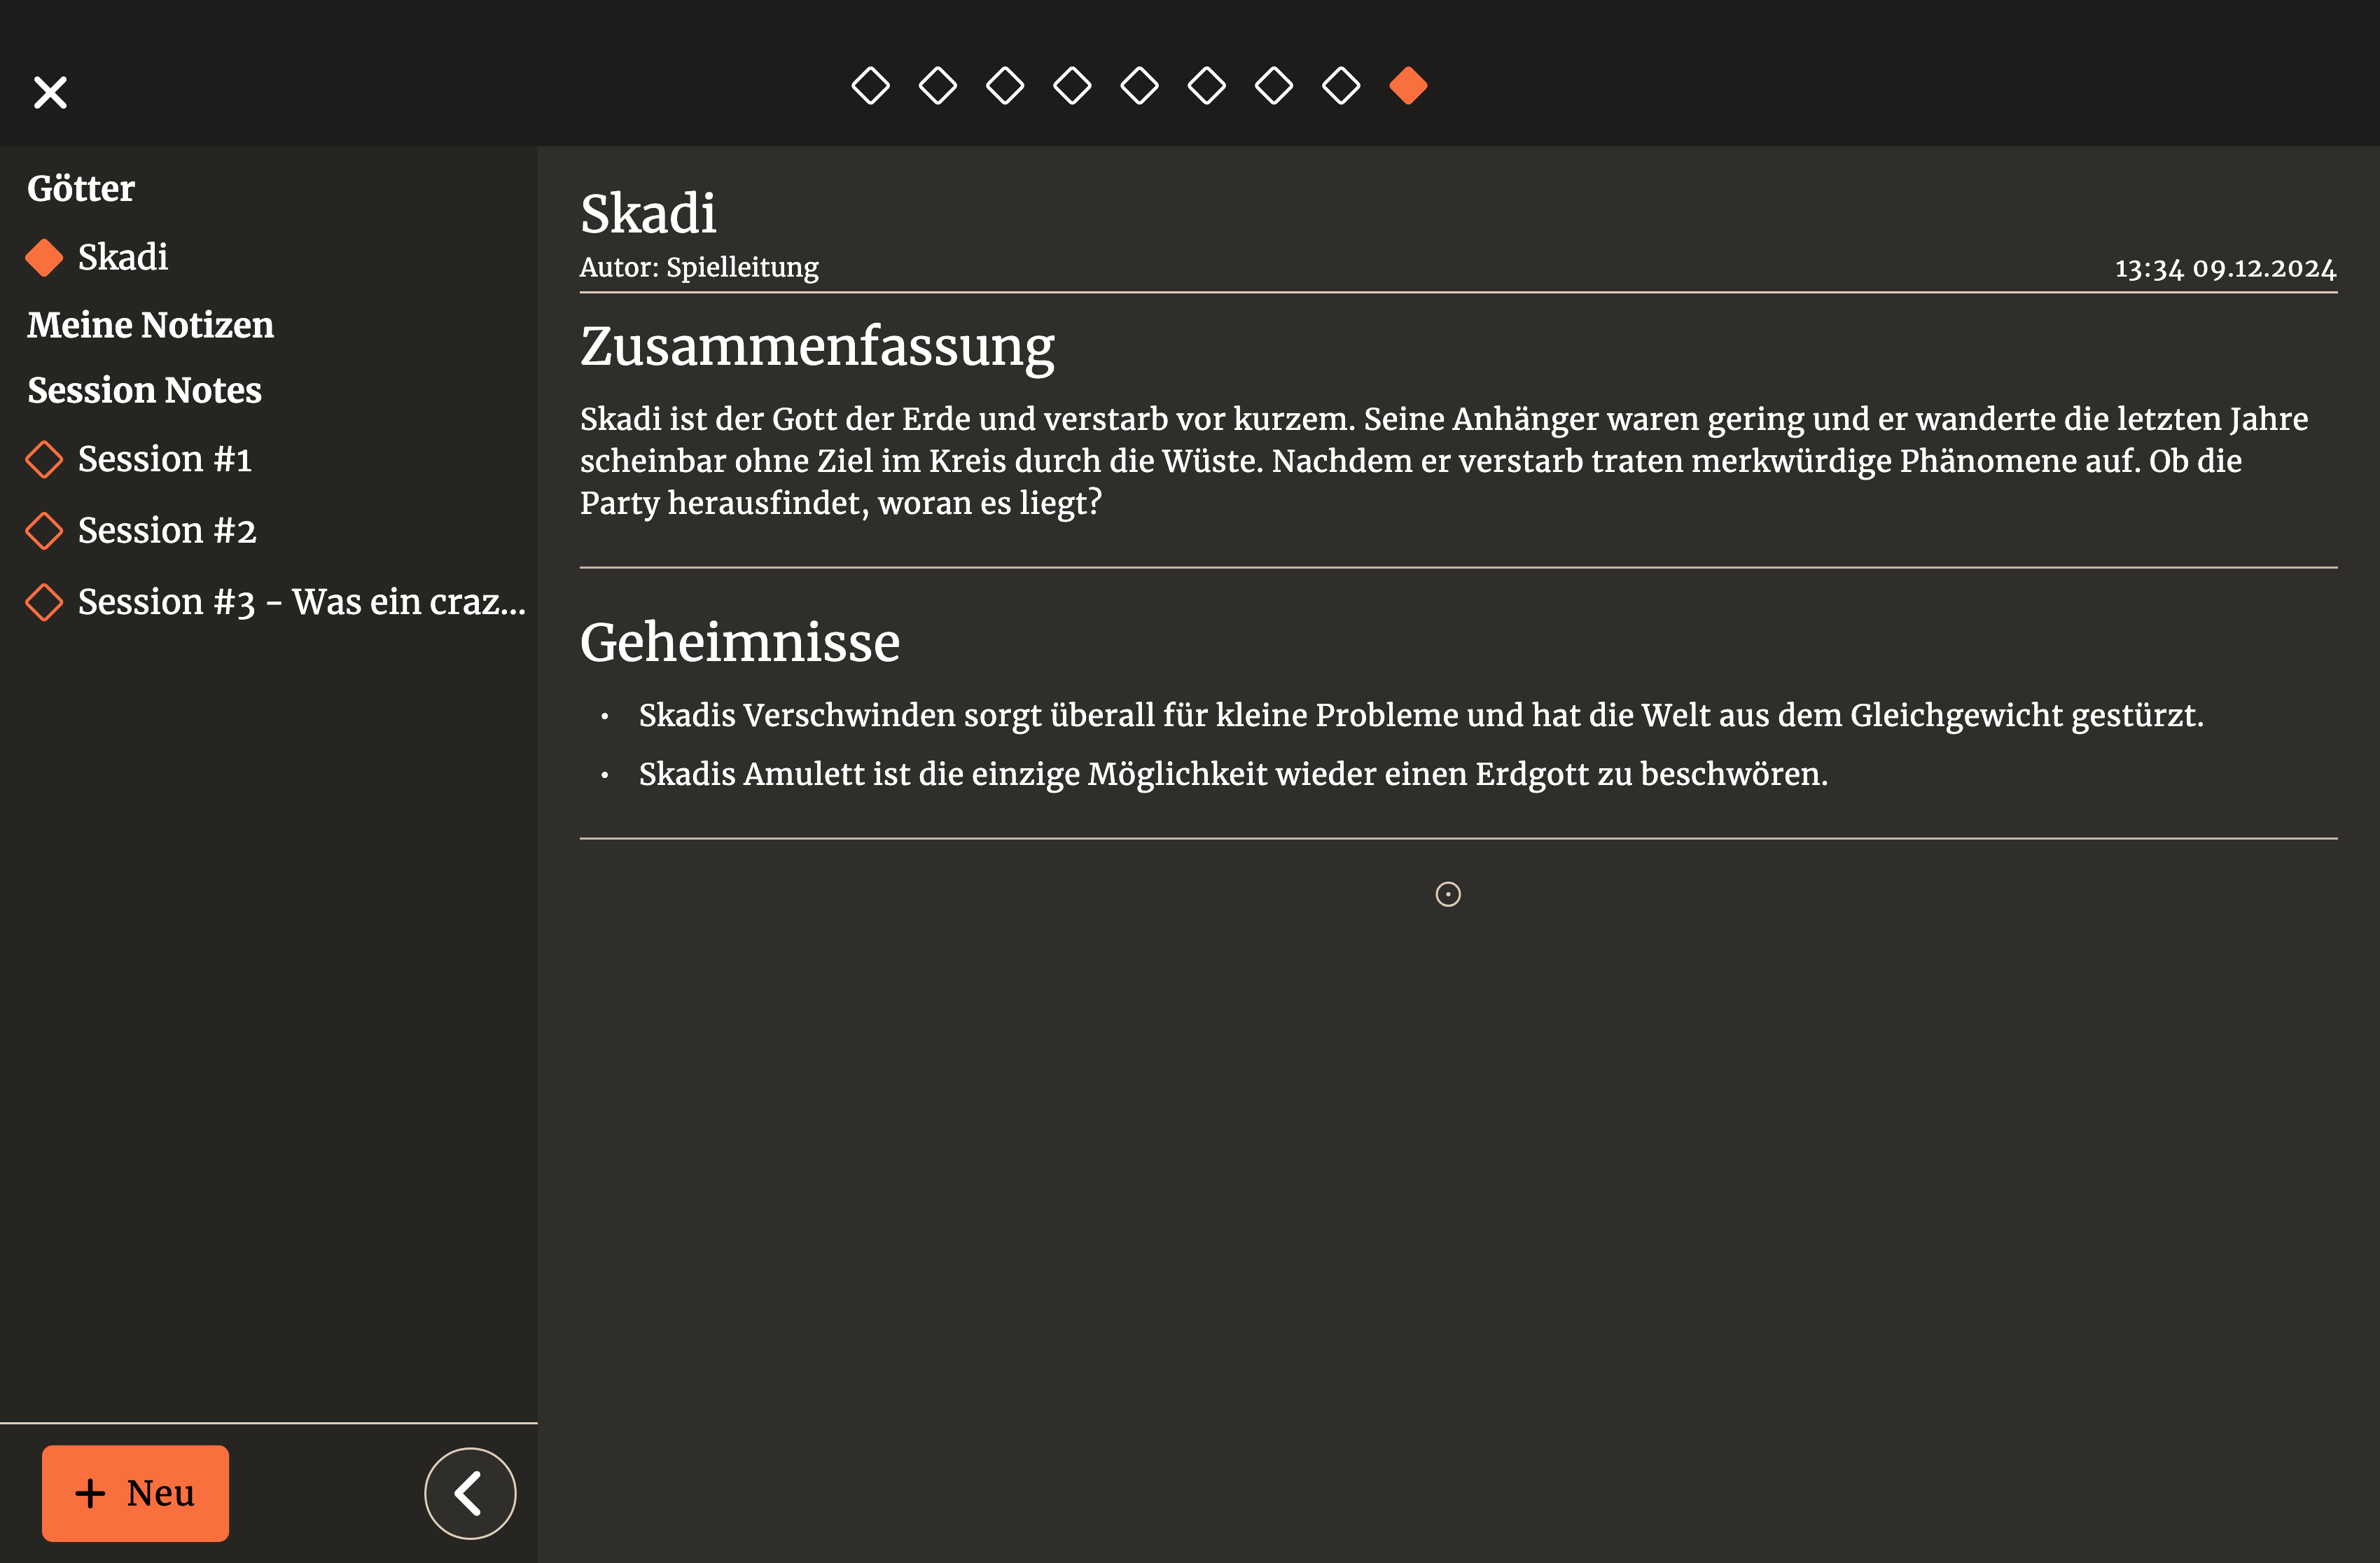 Götter
Skadi
Meine Notizen
Session Notes
Session #1
Session #2
Session #3 - Was ein craz...
Neu
Skadi
Autor: Spielleitung
13:34 09.12.2024
Zusammenfassung
Skadi ist der Gott der Erde und verstarb vor kurzem. Seine Anhänger waren gering und er wanderte die letzten Jahre
scheinbar ohne Ziel im Kreis durch die Wüste. Nachdem er verstarb traten merkwürdige Phänomene auf. Ob die
Party herausfindet, woran es liegt?
Geheimnisse
• Skadis Verschwinden sorgt überall für kleine Probleme und hat die Welt aus dem Gleichgewicht gestürzt.
• Skadis Amulett ist die einzige Möglichkeit wieder einen Erdgott zu beschwören.